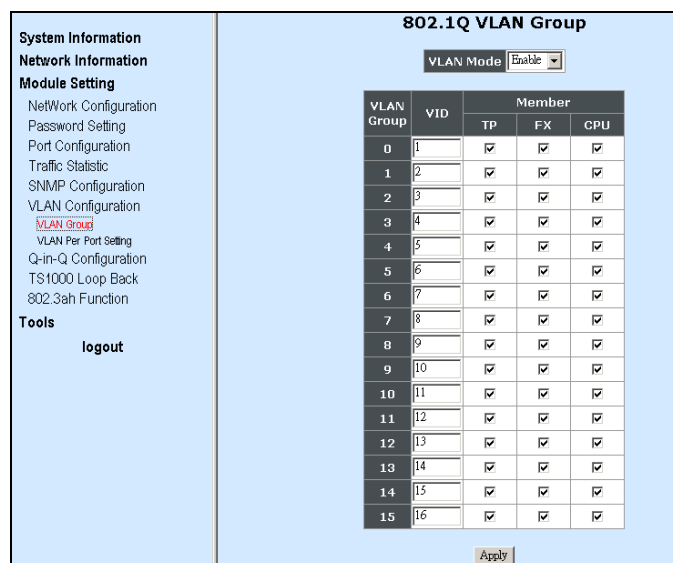 System Information
Network Information
Module Setting
NetWork Configuration
Password Setting
Port Configuration
Traffic Statistic
SNMP Configuration
VLAN Configuration
VLAN Group
VLAN Per Port Setting
Q-in-Q Configuration
TS1000 Loop Back
802.3ah Function
Tools
logout
802.1Q VLAN Group
VLAN Mode Enable
VLAN Group VID Member
TP FX CPU
0 1
1 2
2 3
3 4
4 5
5 6
6 7
7 8
8 9
9 10
10 11
11 12
12 13
13 14
14 15
15 16
Apply